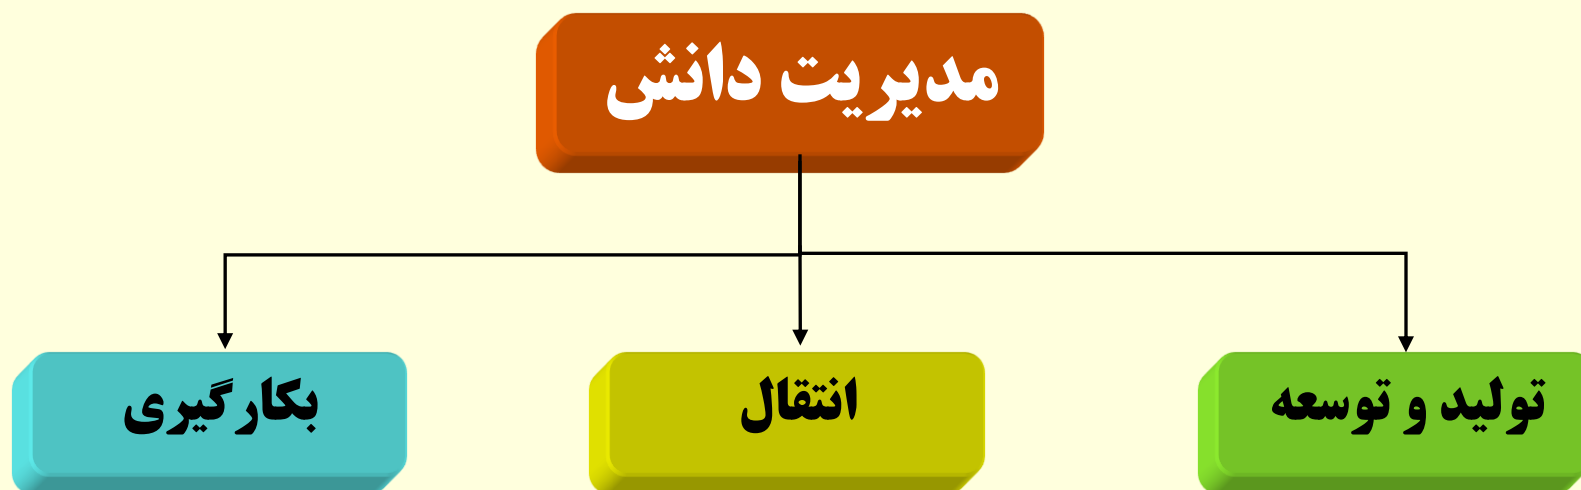 مدیریت دانش
تولید و توسعه
انتقال
بکارگیری